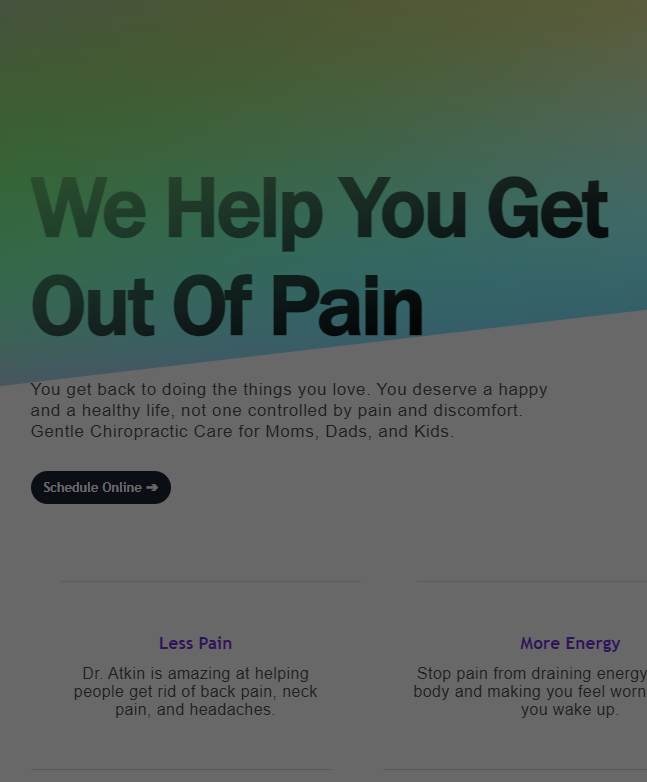 We Help You Get
Out Of Pain
You get back to doing the things you love. You deserve a happy
and a healthy life, not one controlled by pain and discomfort.
Gentle Chiropractic Care for Moms, Dads, and Kids.
Schedule Online ➔
Less Pain
Dr. Atkin is amazing at helping
people get rid of back pain, neck
pain, and headaches.
More Energy
Stop pain from draining energy
body and making you feel worn
you wake up.